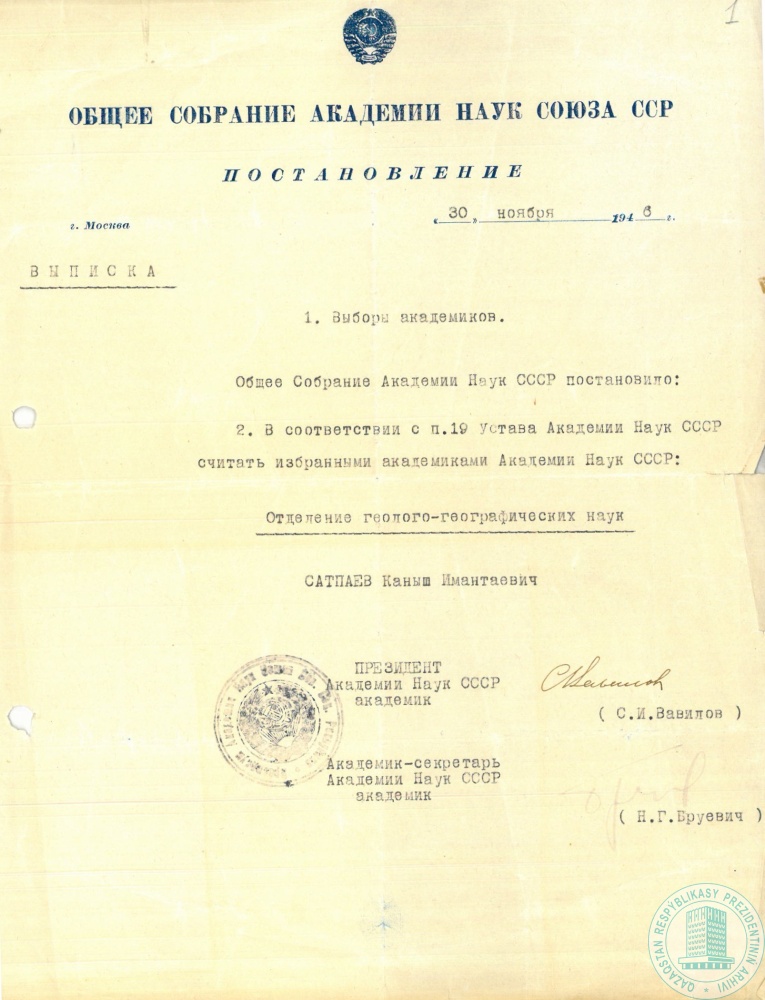 1
ОБЩЕЕ СОБРАНИЕ АКАДЕМИИ НАУК СОЮЗА ССР
ПОСТАНОВЛЕНИЕ
г. Москва
«30» ноября 1946 г.
ВЫПИСКА
1. Выборы академиков.
Общее Собрание Академии Наук СССР постановило:
2. В соответствии с п.19 Устава Академии Наук СССР
считать избранными академиками Академии Наук СССР:
Отделение геолого-географических наук
САТПАЕВ Каныш Имантаевич
ПРЕЗИДЕНТ
Академии Наук СССР
академик
( С.И.Вавилов )
Академик-секретарь
Академии Наук СССР
академик
( Н.Г.Бруевич )
QAZAQSTAN RESPÝBLIKASY PREZIDENTINIŃ ARHIVI